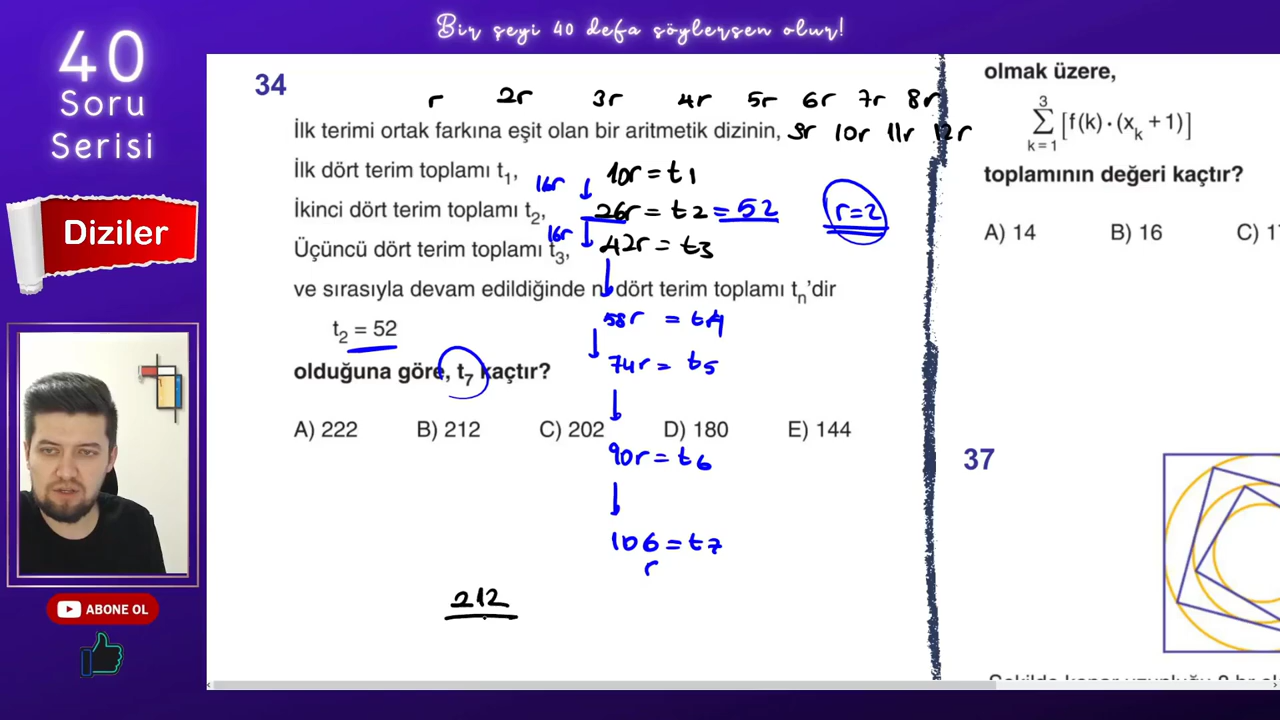 Bir şeyi 40 defa söylersen olur!
40
Soru
Serisi
Diziler
ABONE OL
34
r 2r 3r 4r 5r 6r 7r 8r
İlk terimi ortak farkına eşit olan bir aritmetik dizinin, 9r 10r 11r 12r
İlk dört terim toplamı t1, 16r 10r = t1
İkinci dört terim toplamı t2, 26r = t2 = 52 r=2
Üçüncü dört terim toplamı t3, 16r 42r = t3
ve sırasıyla devam edildiğinde n. dört terim toplamı tn'dir
58r = t4
t2 = 52
74r = t5
olduğuna göre, t7 kaçtır?
A) 222 B) 212 C) 202 D) 180 E) 144
90r = t6
106 = t7
r
212
olmak üzere,
3
∑ [f(k) · (xk + 1)]
k = 1
toplamının değeri kaçtır?
A) 14 B) 16 C) 1
37